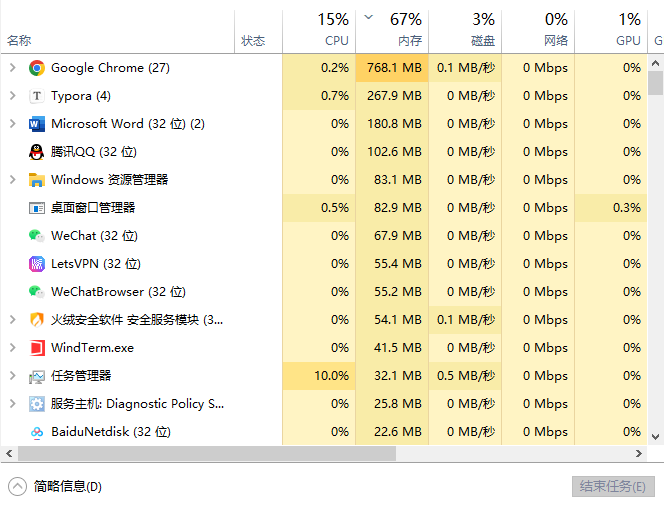 15% 67% 3% 0% 1%
名称 状态 CPU 内存 磁盘 网络 GPU G
Google Chrome (27) 0.2% 768.1 MB 0.1 MB/秒 0 Mbps 0%
Typora (4) 0.7% 267.9 MB 0 MB/秒 0 Mbps 0%
Microsoft Word (32 位) (2) 0% 180.8 MB 0 MB/秒 0 Mbps 0%
腾讯QQ (32 位) 0% 102.6 MB 0 MB/秒 0 Mbps 0%
Windows 资源管理器 0% 83.1 MB 0 MB/秒 0 Mbps 0%
桌面窗口管理器 0.5% 82.9 MB 0 MB/秒 0 Mbps 0.3%
WeChat (32 位) 0% 67.9 MB 0 MB/秒 0 Mbps 0%
LetsVPN (32 位) 0% 55.4 MB 0 MB/秒 0 Mbps 0%
WeChatBrowser (32 位) 0% 55.2 MB 0 MB/秒 0 Mbps 0%
火绒安全软件 安全服务模块 (3... 0% 54.1 MB 0.1 MB/秒 0 Mbps 0%
WindTerm.exe 0% 41.5 MB 0 MB/秒 0 Mbps 0%
任务管理器 10.0% 32.1 MB 0.5 MB/秒 0 Mbps 0%
服务主机: Diagnostic Policy S... 0% 25.8 MB 0 MB/秒 0 Mbps 0%
BaiduNetdisk (32 位) 0% 22.6 MB 0 MB/秒 0 Mbps 0%
简略信息(D) 结束任务(E)